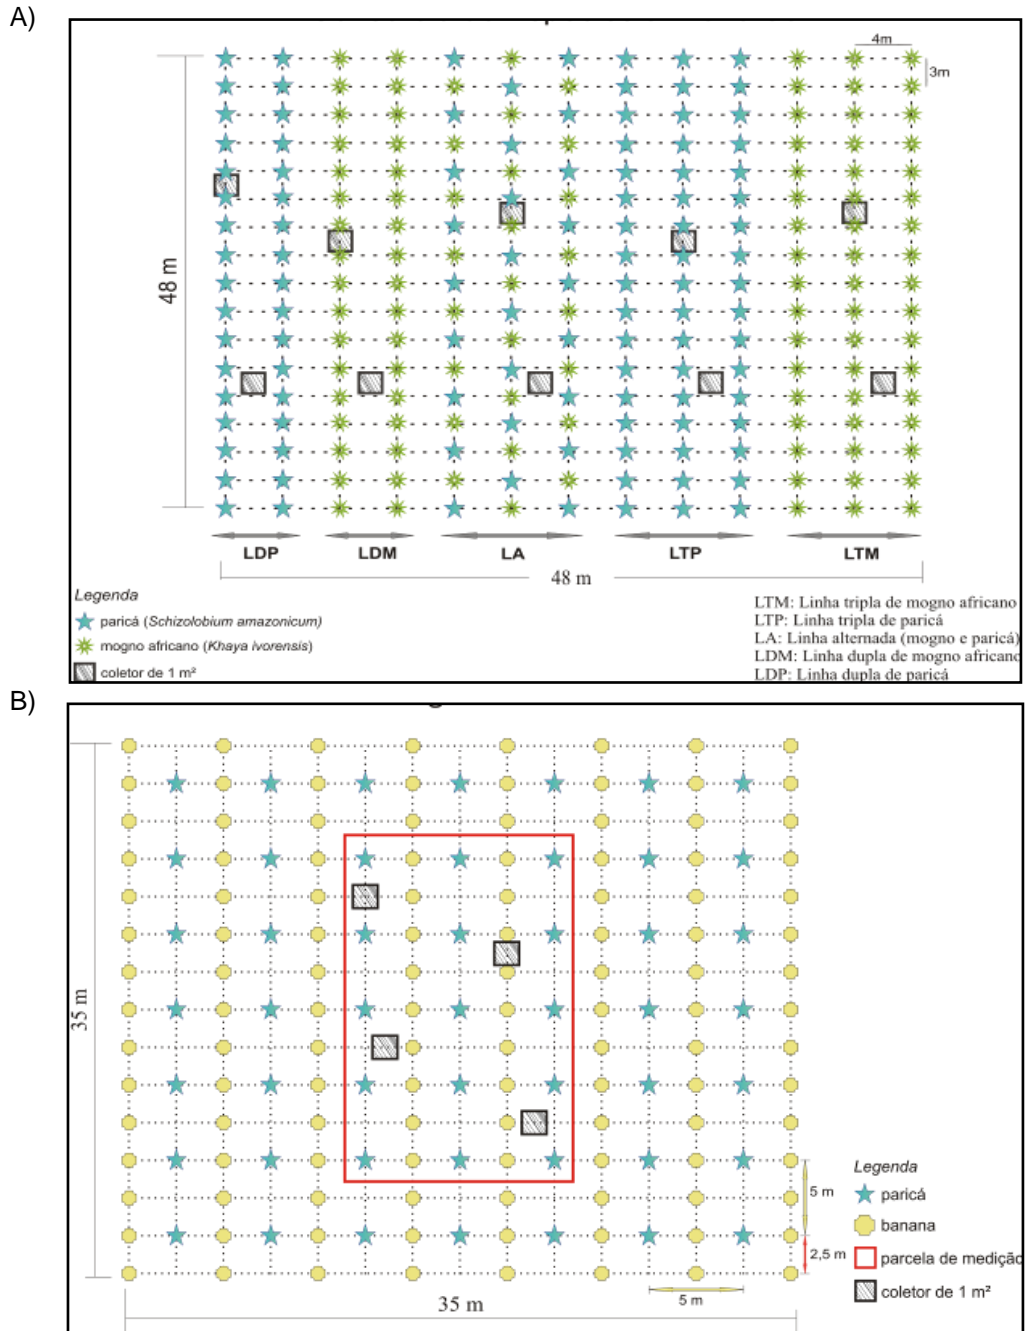 A)
4m
3m
48 m
LDP LDM LA LTP LTM
48 m
Legenda
paricá (Schizolobium amazonicum)
mogno africano (Khaya ivorensis)
coletor de 1 m²
LTM: Linha tripla de mogno africano
LTP: Linha tripla de paricá
LA: Linha alternada (mogno e paricá)
LDM: Linha dupla de mogno africano
LDP: Linha dupla de paricá
B)
35 m
Legenda
paricá
banana
parcela de medição
coletor de 1 m²
5 m
2,5 m
5 m
35 m